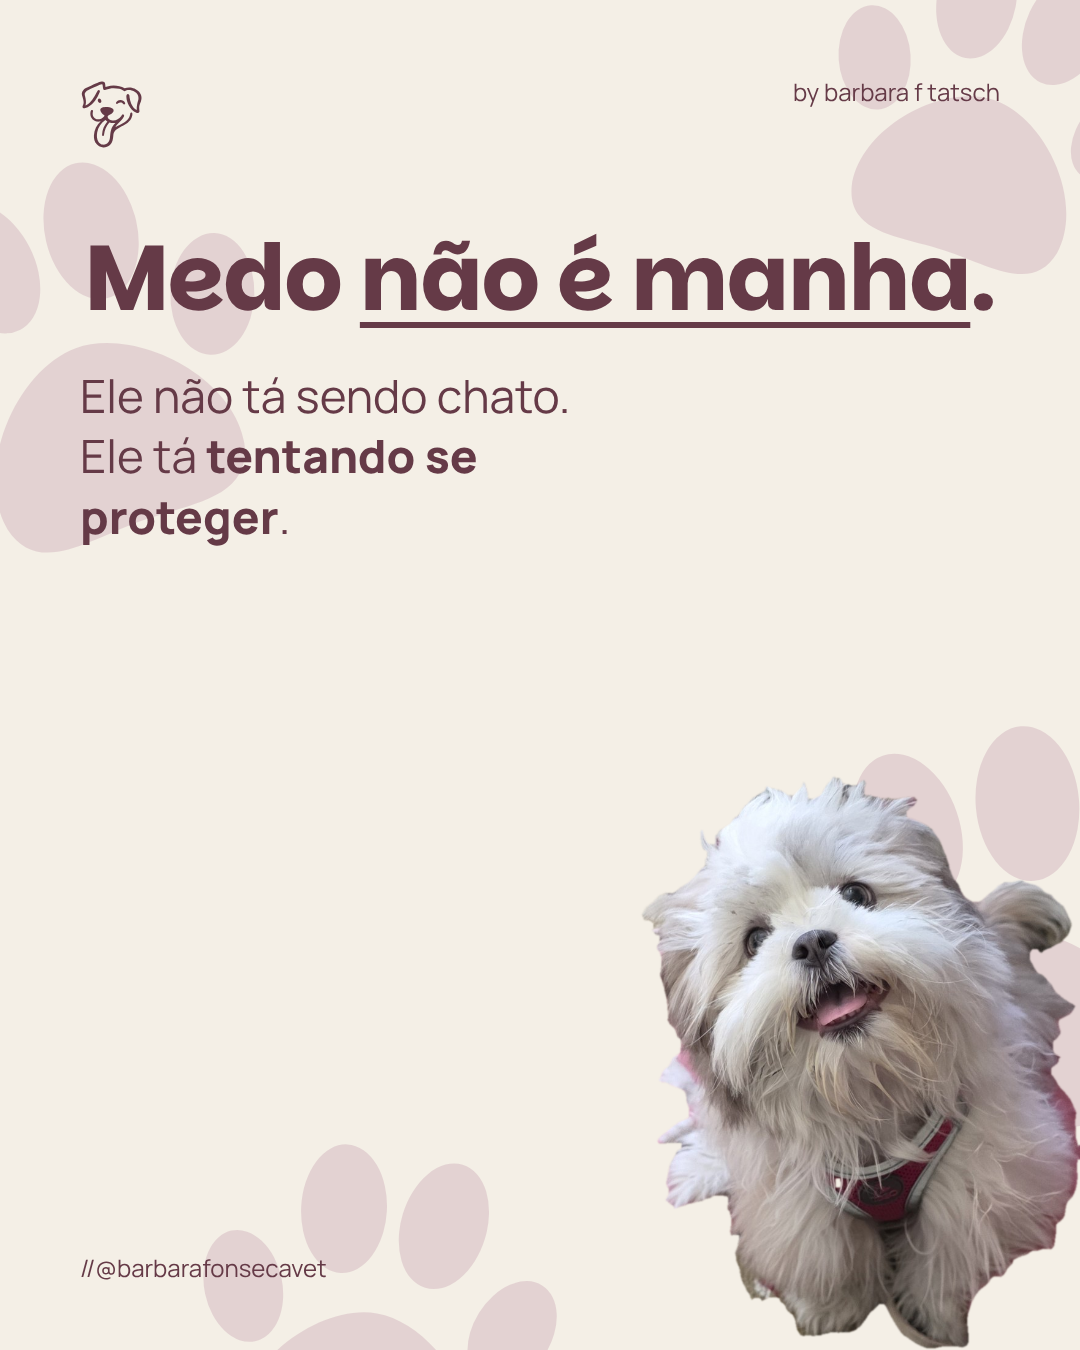 by barbara f tatsch
Medo não é manha.
Ele não tá sendo chato.
Ele tá tentando se
proteger.
//@barbarafonsecavet